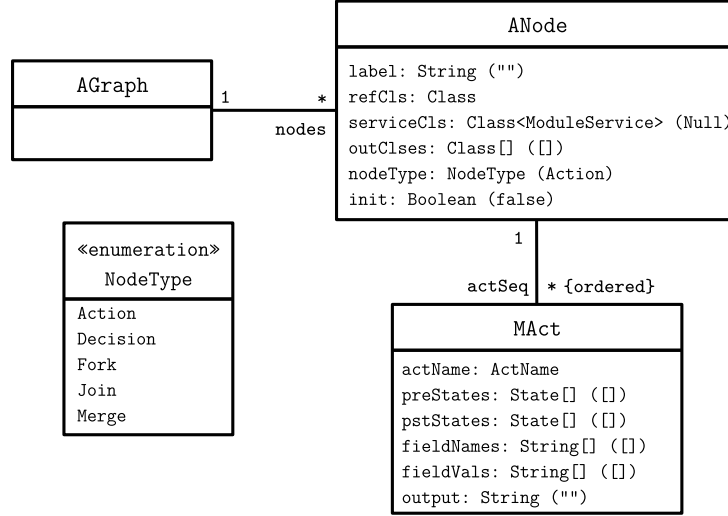 ANode
label: String ("")
refCls: Class
serviceCls: Class<ModuleService> (Null)
outClses: Class[] ([])
nodeType: NodeType (Action)
init: Boolean (false)
AGraph
1
*
nodes
«enumeration»
NodeType
Action
Decision
Fork
Join
Merge
1
actSeq
* {ordered}
MAct
actName: ActName
preStates: State[] ([])
pstStates: State[] ([])
fieldNames: String[] ([])
fieldVals: String[] ([])
output: String ("")